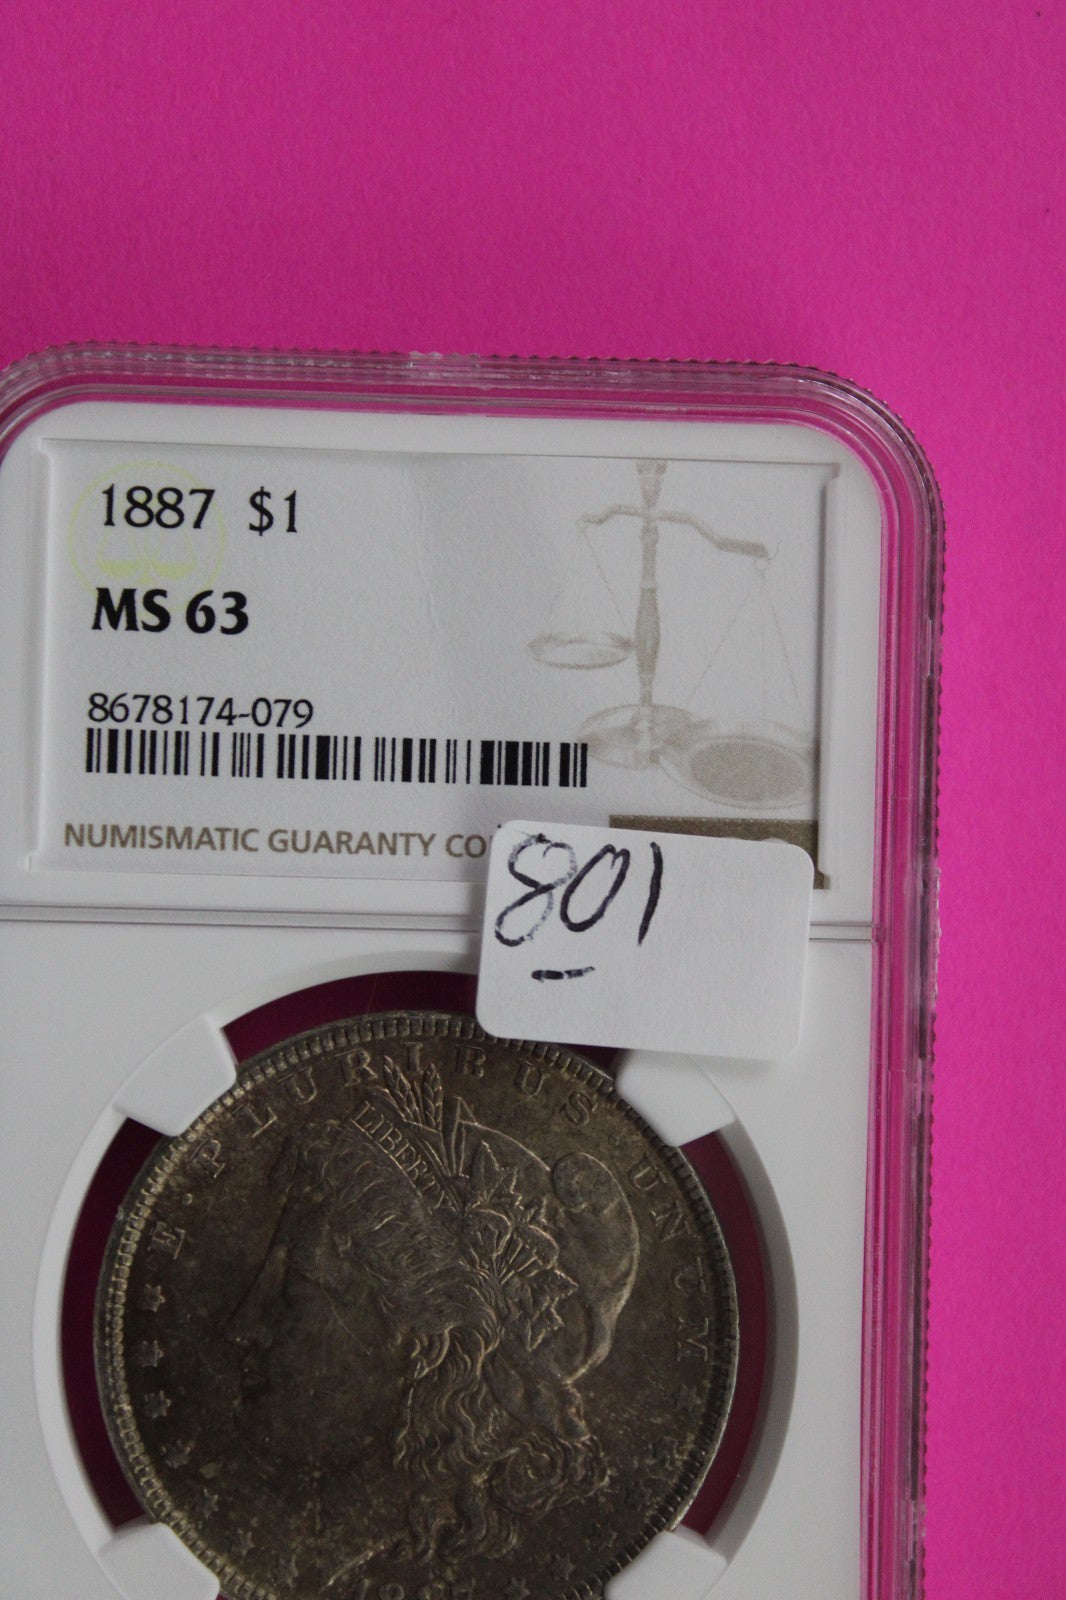 1887 $1
MS 63
8678174-079
NUMISMATIC GUARANTY CO
801
E·PLURIBUS UNUM
LIBERTY